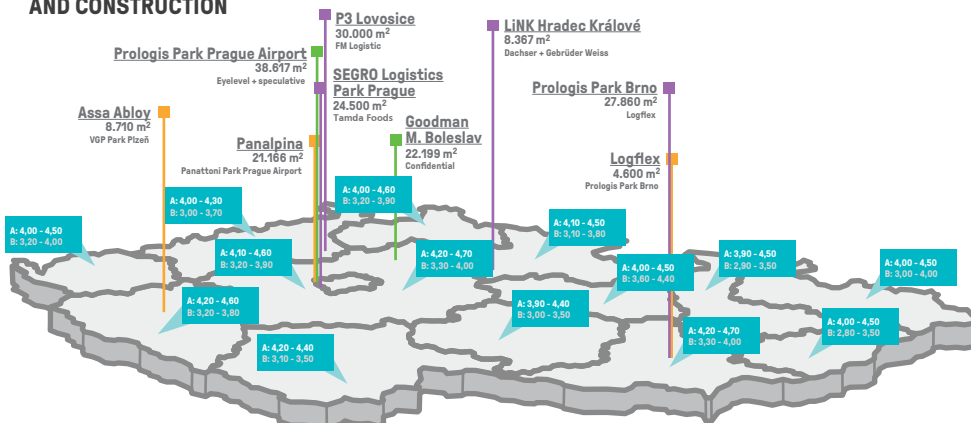 AND CONSTRUCTION
P3 Lovosice
30.000 m²
FM Logistic
LiNK Hradec Králové
8.367 m²
Dachser + Gebrüder Weiss
Prologis Park Prague Airport
38.617 m²
Eyelevel + speculative
SEGRO Logistics
Park Prague
24.500 m²
Tamda Foods
Prologis Park Brno
27.860 m²
Logflex
Assa Abloy
8.710 m²
VGP Park Plzeň
Panalpina
21.166 m²
Panattoni Park Prague Airport
Goodman
M. Boleslav
22.199 m²
Confidential
Logflex
4.600 m²
Prologis Park Brno
A: 4,00 - 4,60
B: 3,20 - 3,90
A: 4,00 - 4,30
B: 3,00 - 3,70
A: 4,00 - 4,50
B: 3,20 - 4,00
A: 4,10 - 4,50
B: 3,10 - 3,80
A: 4,10 - 4,60
B: 3,20 - 3,90
A: 4,20 - 4,70
B: 3,30 - 4,00
A: 4,00 - 4,50
B: 3,60 - 4,40
A: 3,90 - 4,50
B: 2,90 - 3,50
A: 4,00 - 4,50
B: 3,00 - 4,00
A: 4,20 - 4,60
B: 3,20 - 3,80
A: 3,90 - 4,40
B: 3,00 - 3,50
A: 4,20 - 4,70
B: 3,30 - 4,00
A: 4,00 - 4,50
B: 2,80 - 3,50
A: 4,20 - 4,40
B: 3,10 - 3,50